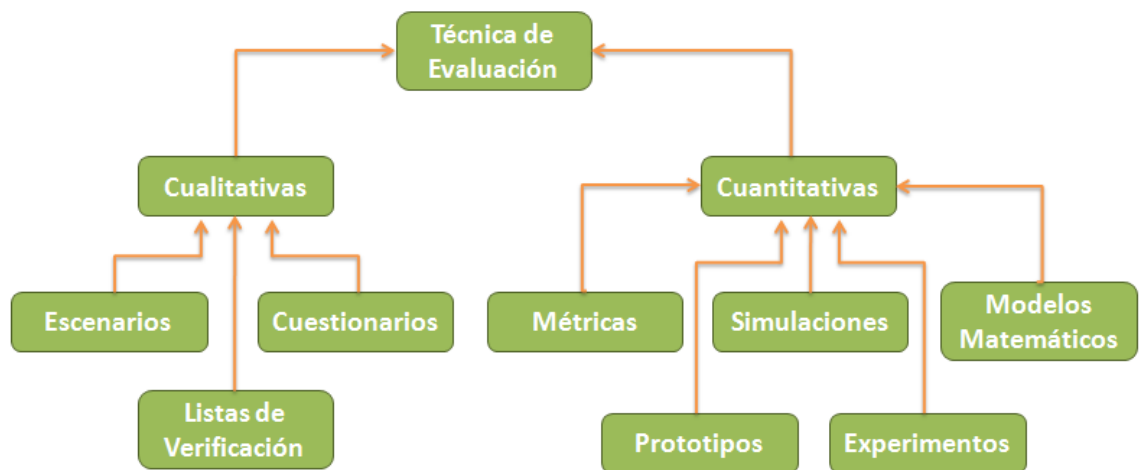 Técnica de
Evaluación
Cualitativas
Cuantitativas
Escenarios
Cuestionarios
Métricas
Simulaciones
Modelos
Matemáticos
Listas de
Verificación
Prototipos
Experimentos